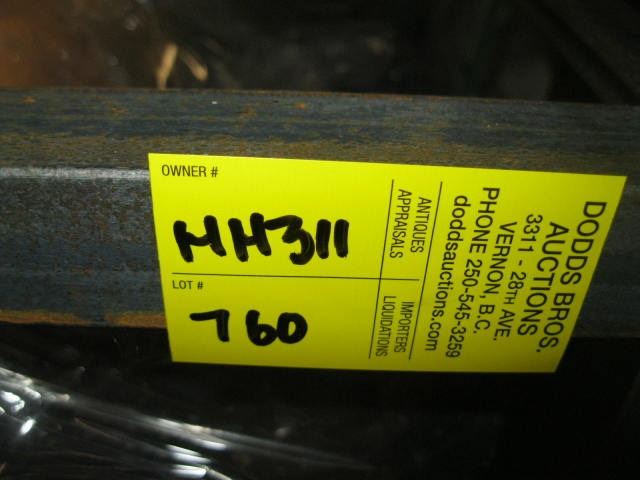 OWNER #
MH311
LOT #
760
ANTIQUES
APPRAISALS
IMPORTERS
LIQUIDATIONS
DODDS BROS.
AUCTIONS
3311 - 28TH AVE.
VERNON, B.C.
PHONE 250-545-3259
doddsauctions.com